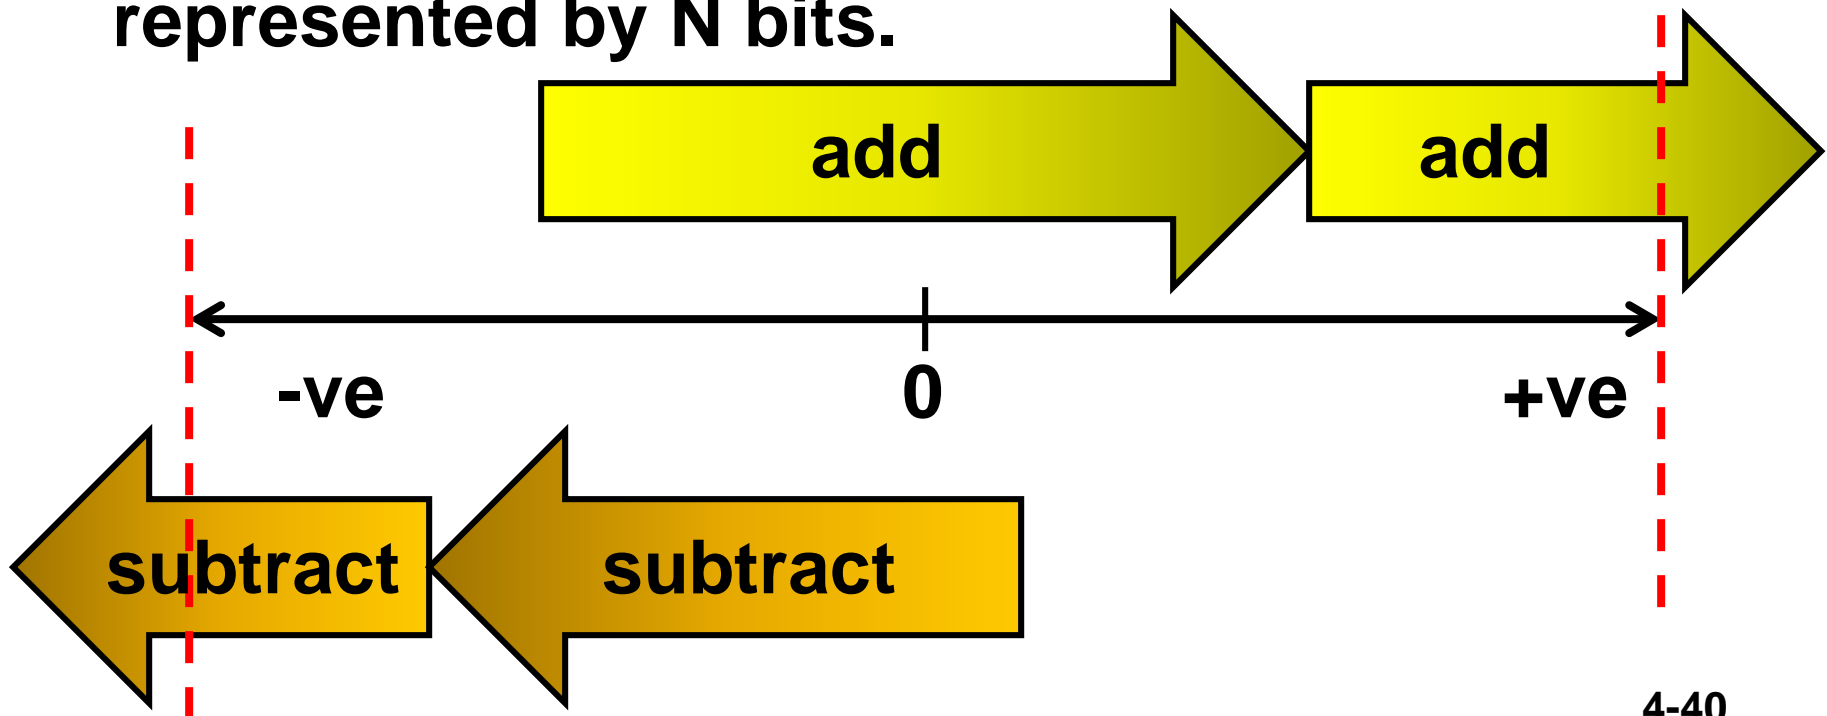 represented by N bits.
add add
-ve 0 +ve
subtract subtract
4-40